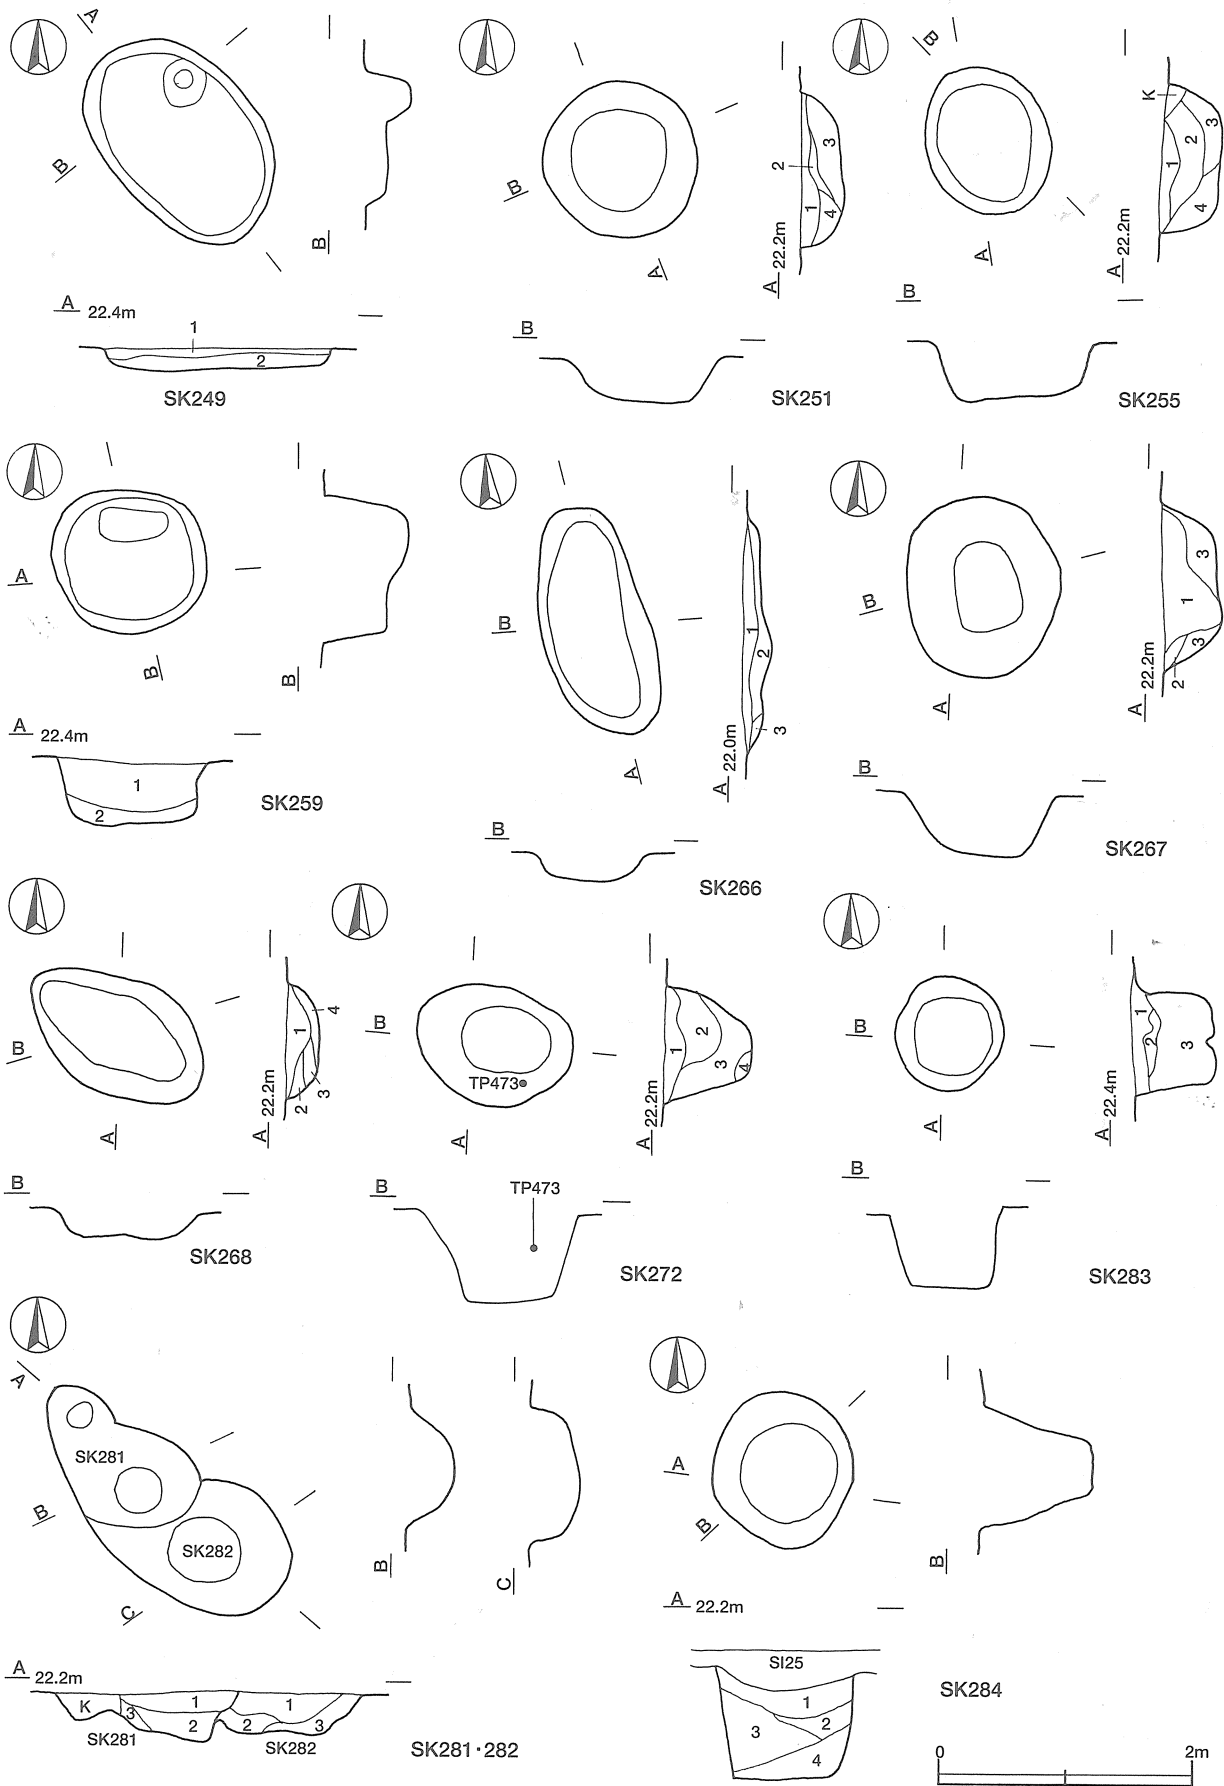 A
B
B
A 22.4m
1
2
SK249
B
A
3
2
1
4
A 22.2m
B
SK251
B
A
K
3
2
1
4
A 22.2m
B
SK255
A
B
B
A 22.4m
1
2
SK259
B
A
1
2
3
A 22.0m
B
SK266
B
A
3
1
3
2
A 22.2m
B
SK267
B
A
4
1
3
2
A 22.2m
B
SK268
B
TP473
A
2
1
3
4
A 22.2m
B
TP473
SK272
B
A
1
2
3
A 22.4m
B
SK283
A
SK281
B
SK282
C
B
C
A 22.2m
K
3
1
2
1
2
3
SK281
SK282
SK281・282
A
B
B
A 22.2m
SI25
1
2
3
4
SK284
0
2m